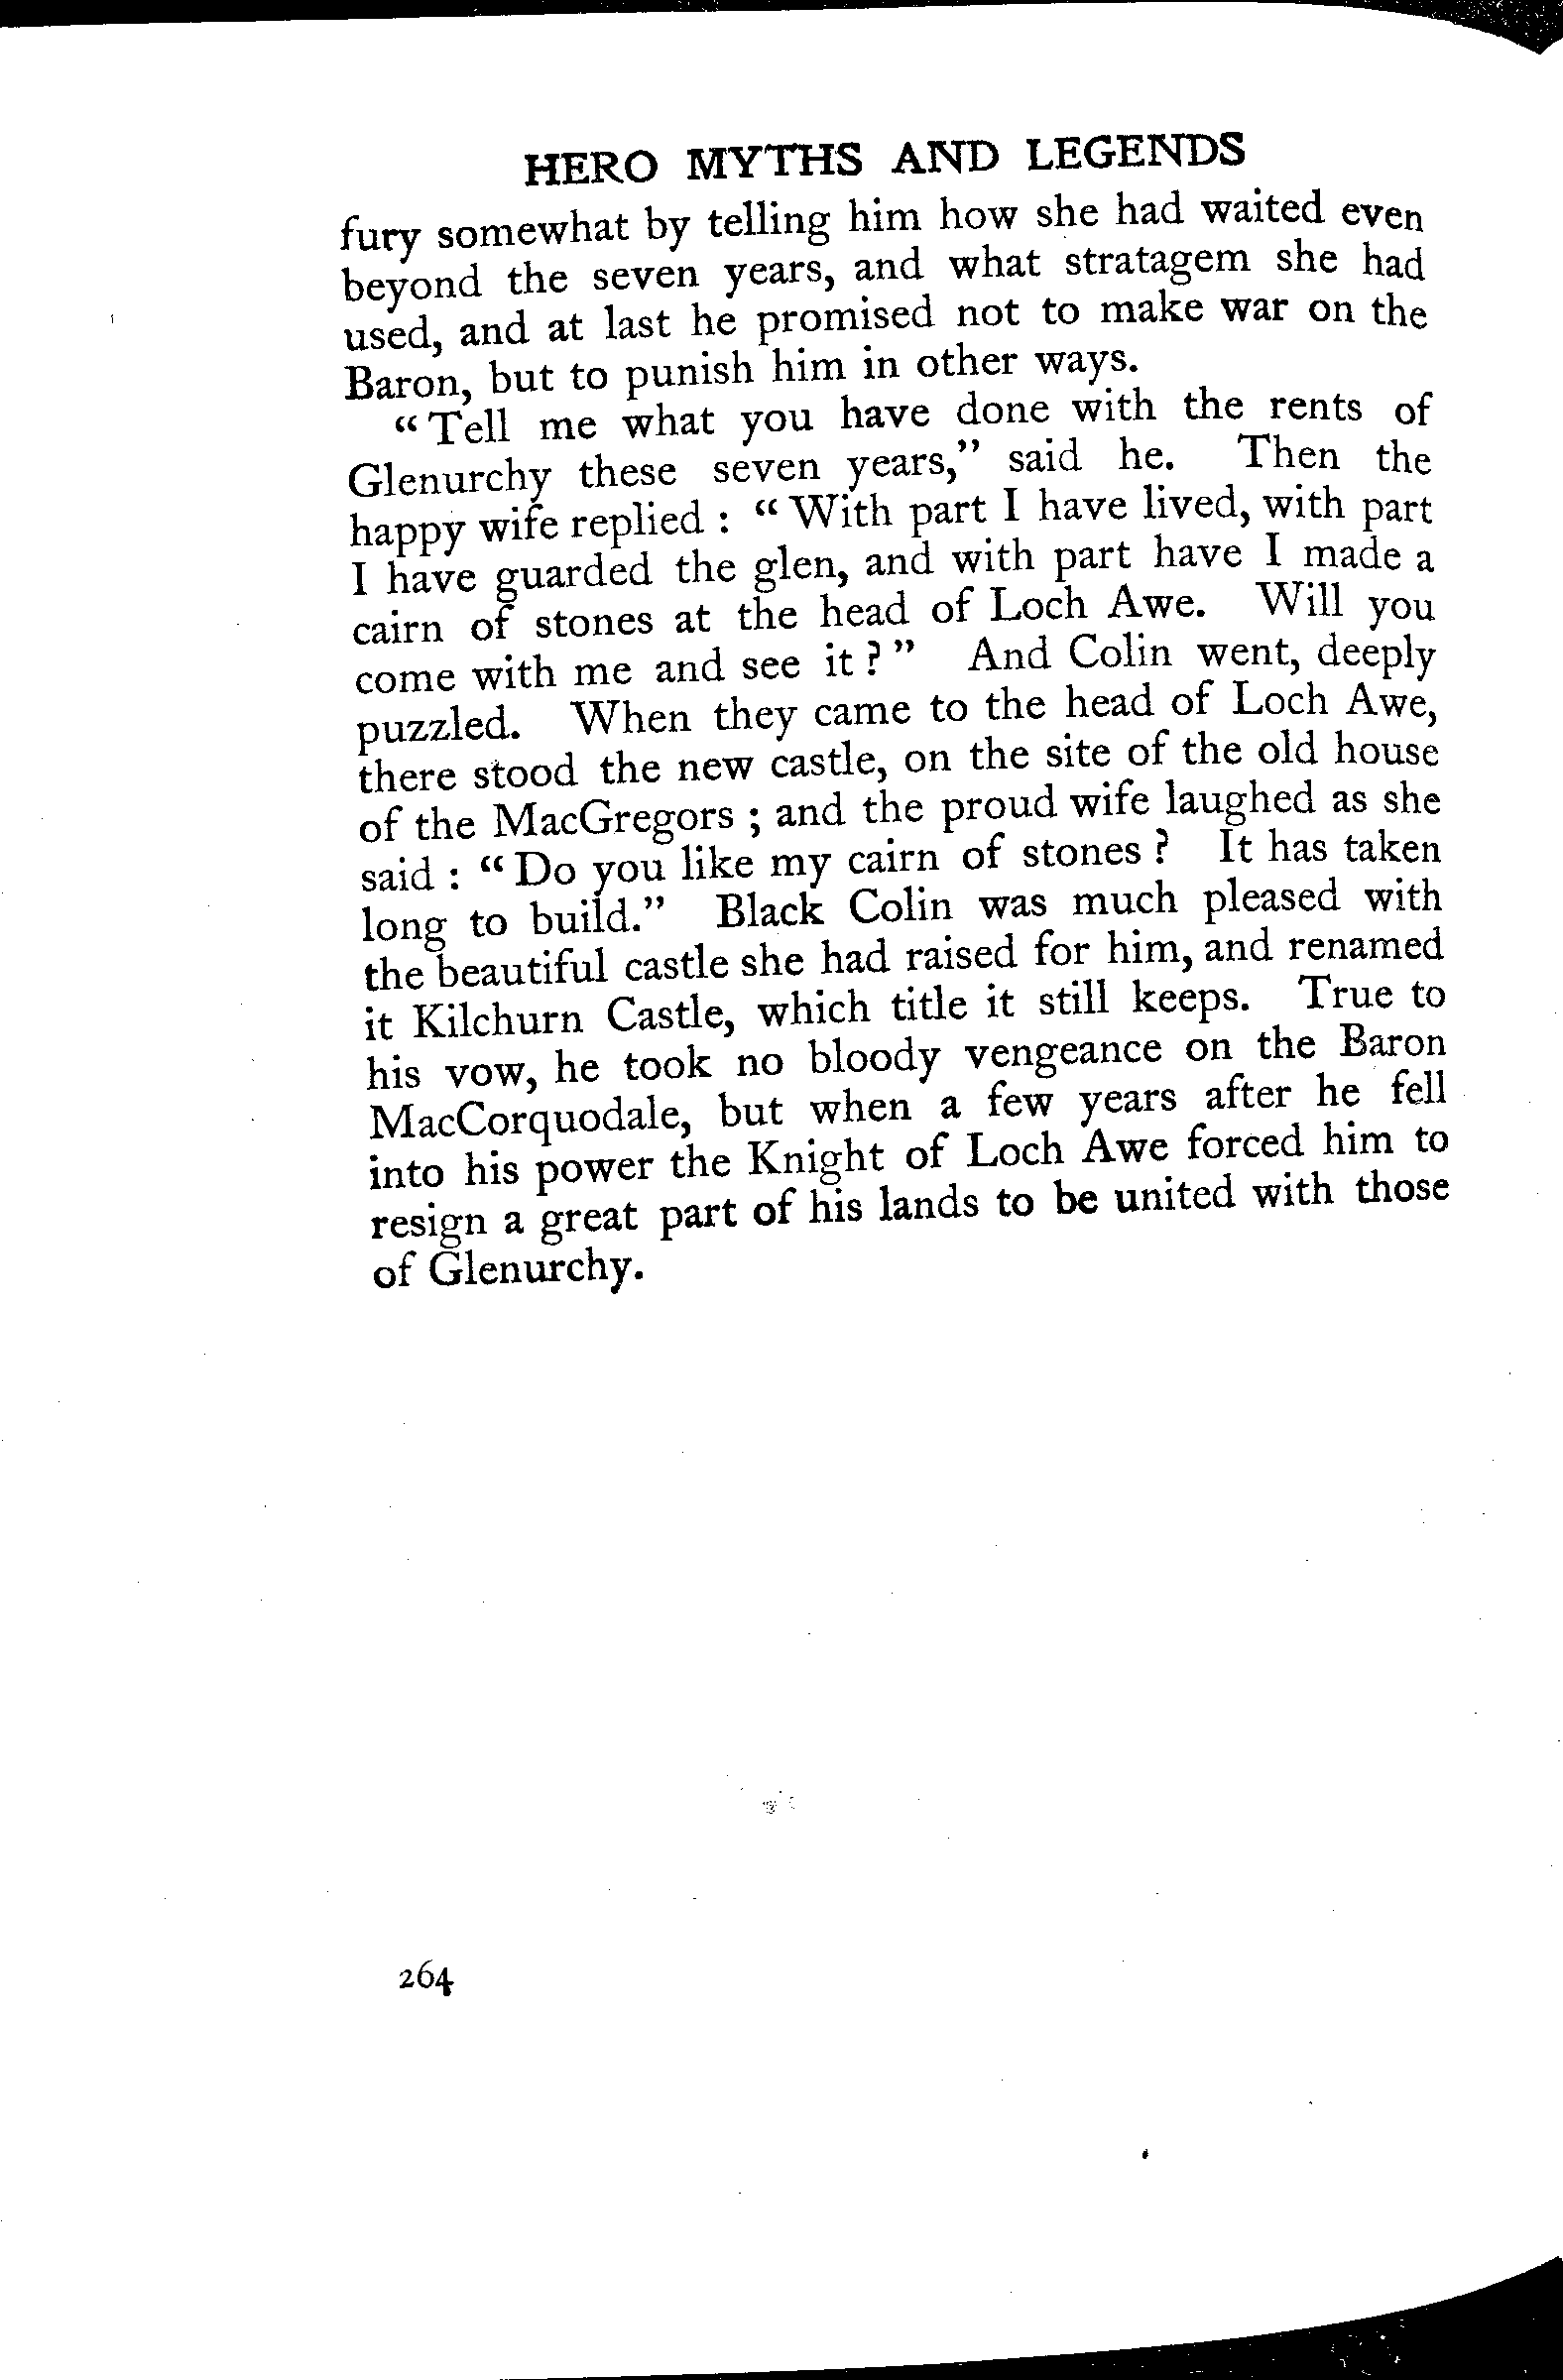 HERO MYTHS AND LEGENDS
fury somewhat by telling him how she had waited even
beyond the seven years, and what stratagem she had
used, and at last he promised not to make war on the
Baron, but to punish him in other ways.
“Tell me what you have done with the rents of
Glenurchy these seven years,” said he. Then the
happy wife replied : “With part I have lived, with part
I have guarded the glen, and with part have I made a
cairn of stones at the head of Loch Awe. Will you
come with me and see it ?” And Colin went, deeply
puzzled. When they came to the head of Loch Awe,
there stood the new castle, on the site of the old house
of the MacGregors ; and the proud wife laughed as she
said : “Do you like my cairn of stones ? It has taken
long to build.” Black Colin was much pleased with
the beautiful castle she had raised for him, and renamed
it Kilchurn Castle, which title it still keeps. True to
his vow, he took no bloody vengeance on the Baron
MacCorquodale, but when a few years after he fell
into his power the Knight of Loch Awe forced him to
resign a great part of his lands to be united with those
of Glenurchy.
264